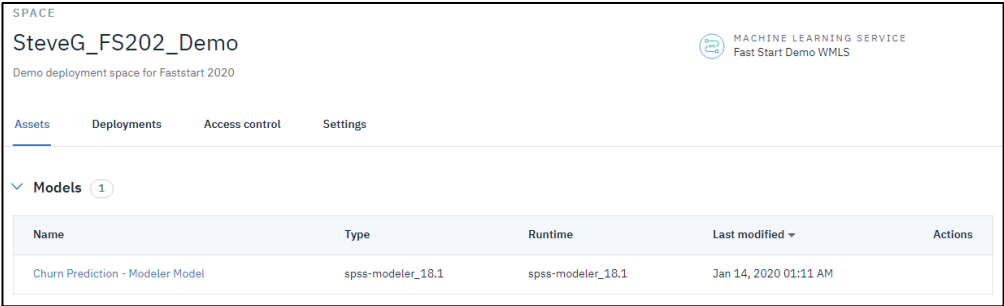 SPACE
SteveG_FS202_Demo
MACHINE LEARNING SERVICE
Fast Start Demo WMLS
Demo deployment space for Faststart 2020
Assets Deployments Access control Settings
Models 1
Name Type Runtime Last modified Actions
Churn Prediction - Modeler Model spss-modeler_18.1 spss-modeler_18.1 Jan 14, 2020 01:11 AM